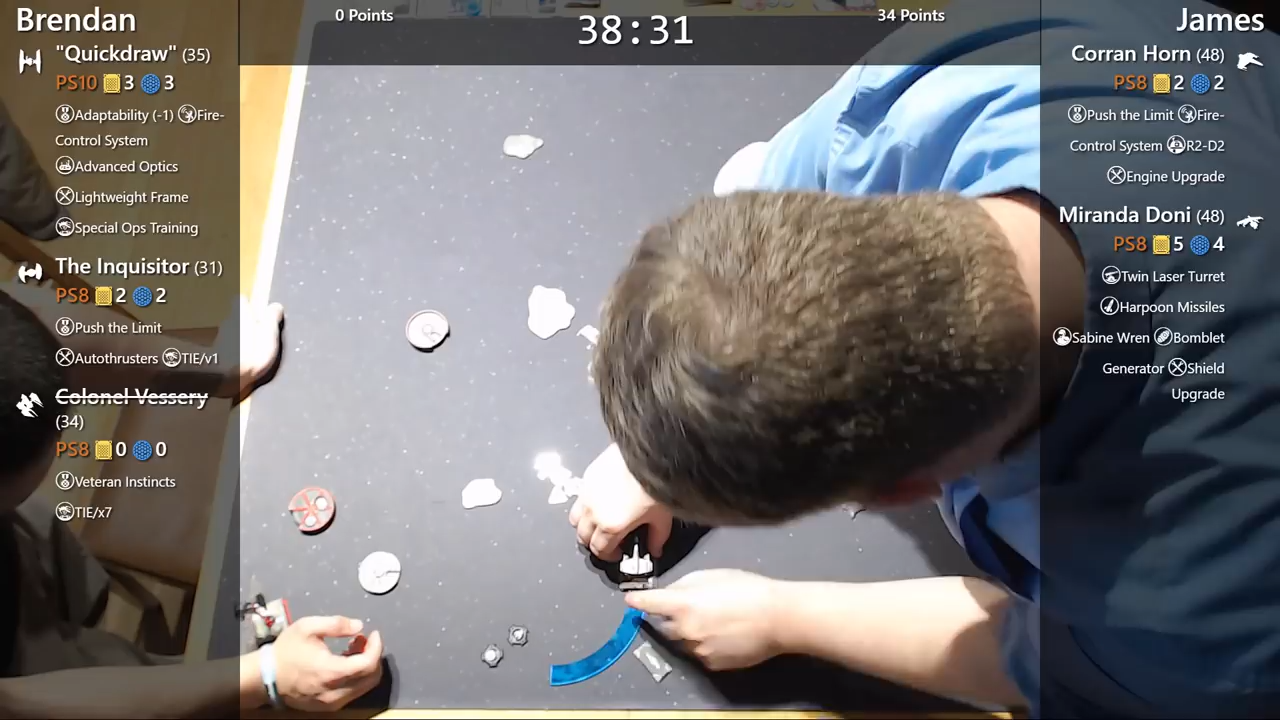 Brendan
"Quickdraw" (35)
PS10 3 3
Adaptability (-1) Fire-
Control System
Advanced Optics
Lightweight Frame
Special Ops Training
The Inquisitor (31)
PS8 2 2
Push the Limit
Autothrusters TIE/v1
Colonel Vessery
(34)
PS8 0 0
Veteran Instincts
TIE/x7
0 Points
38:31
34 Points
James
Corran Horn (48)
PS8 2 2
Push the Limit Fire-
Control System R2-D2
Engine Upgrade
Miranda Doni (48)
PS8 5 4
Twin Laser Turret
Harpoon Missiles
Sabine Wren Bomblet
Generator Shield
Upgrade